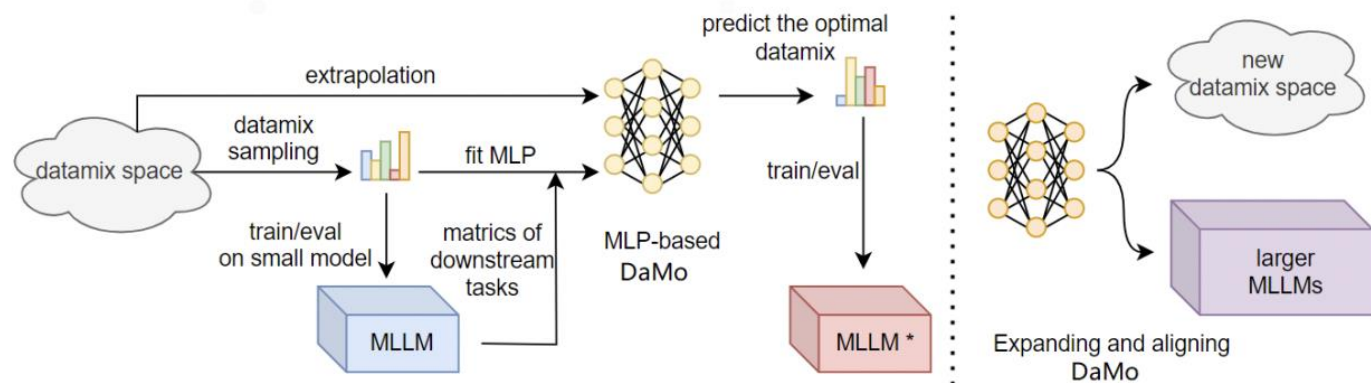 predict the optimal
datamix
extrapolation
datamix
sampling
datamix space
fit MLP
train/eval
on small model
matrics of
downstream
tasks
MLP-based
DaMo
train/eval
MLLM
MLLM *
new
datamix space
larger
MLLMs
Expanding and aligning
DaMo